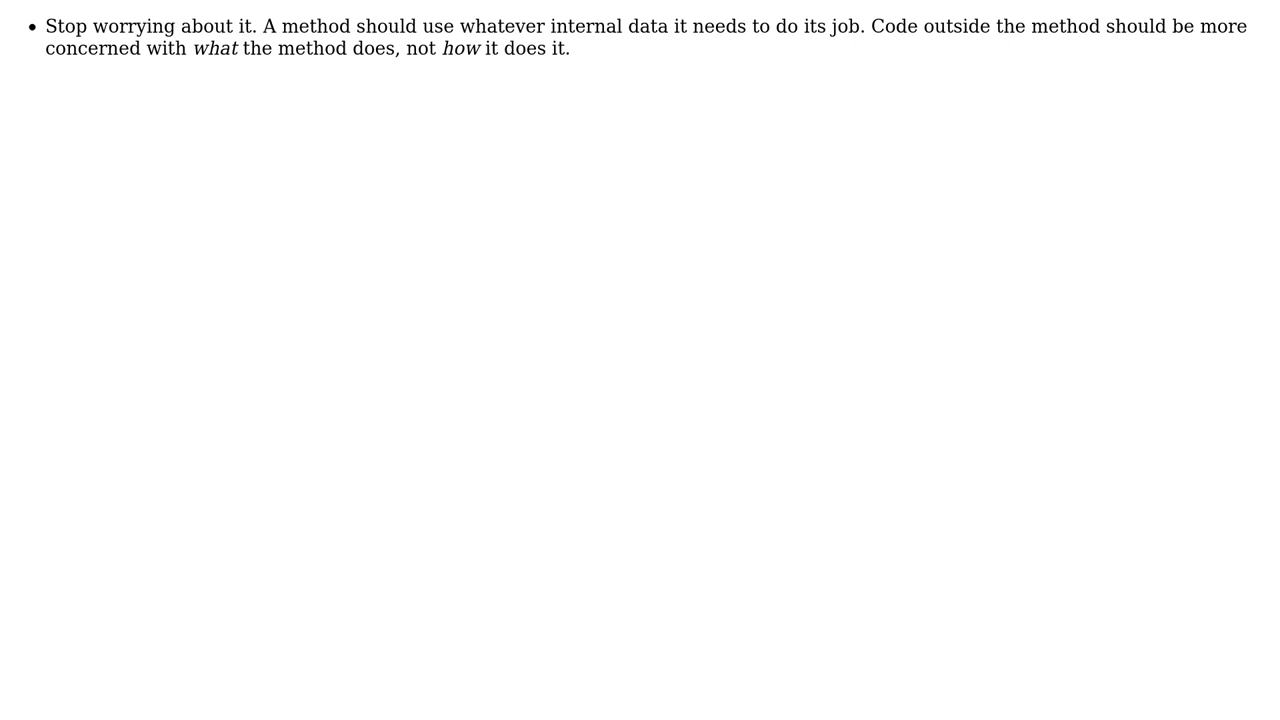 • Stop worrying about it. A method should use whatever internal data it needs to do its job. Code outside the method should be more
concerned with what the method does, not how it does it.